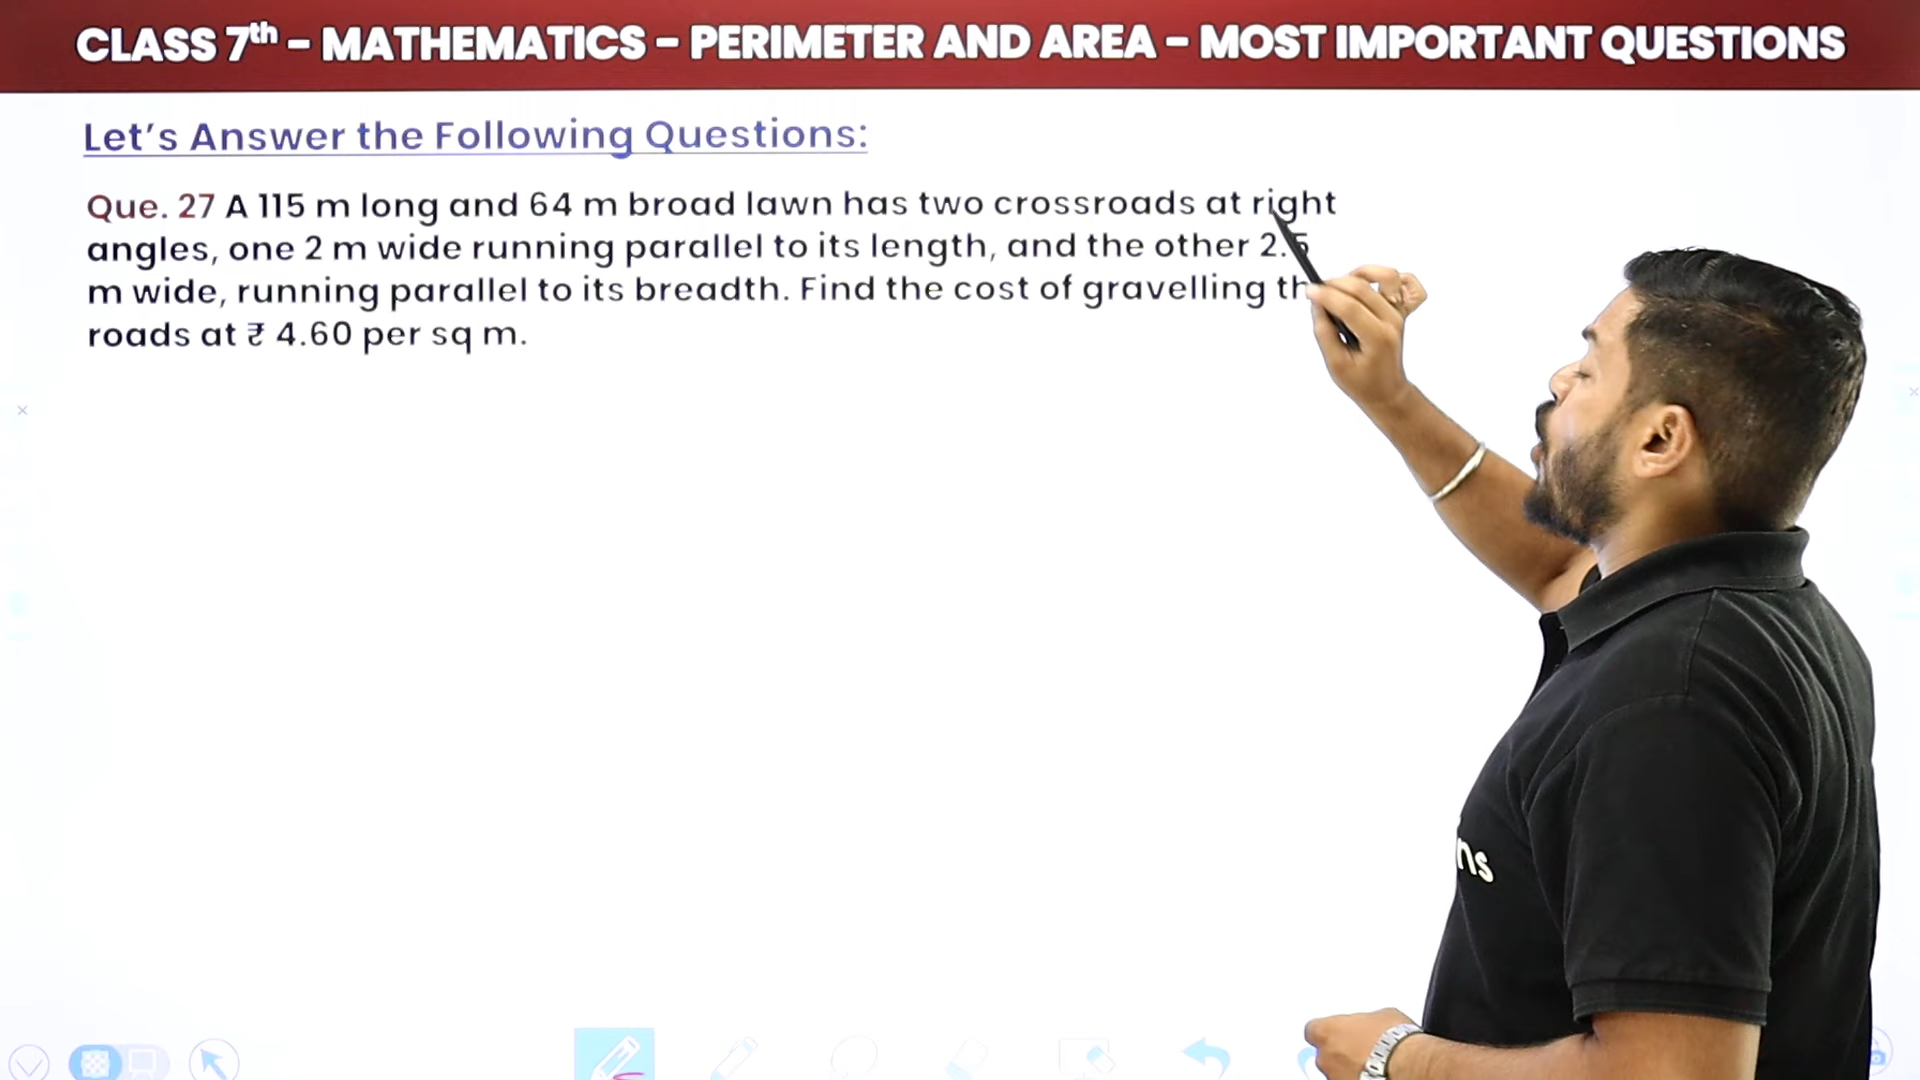 CLASS 7th – MATHEMATICS – PERIMETER AND AREA – MOST IMPORTANT QUESTIONS
Let's Answer the Following Questions:
Que. 27 A 115 m long and 64 m broad lawn has two crossroads at right
angles, one 2 m wide running parallel to its length, and the other 2.5
m wide, running parallel to its breadth. Find the cost of gravelling th
roads at ₹ 4.60 per sq m.
ns